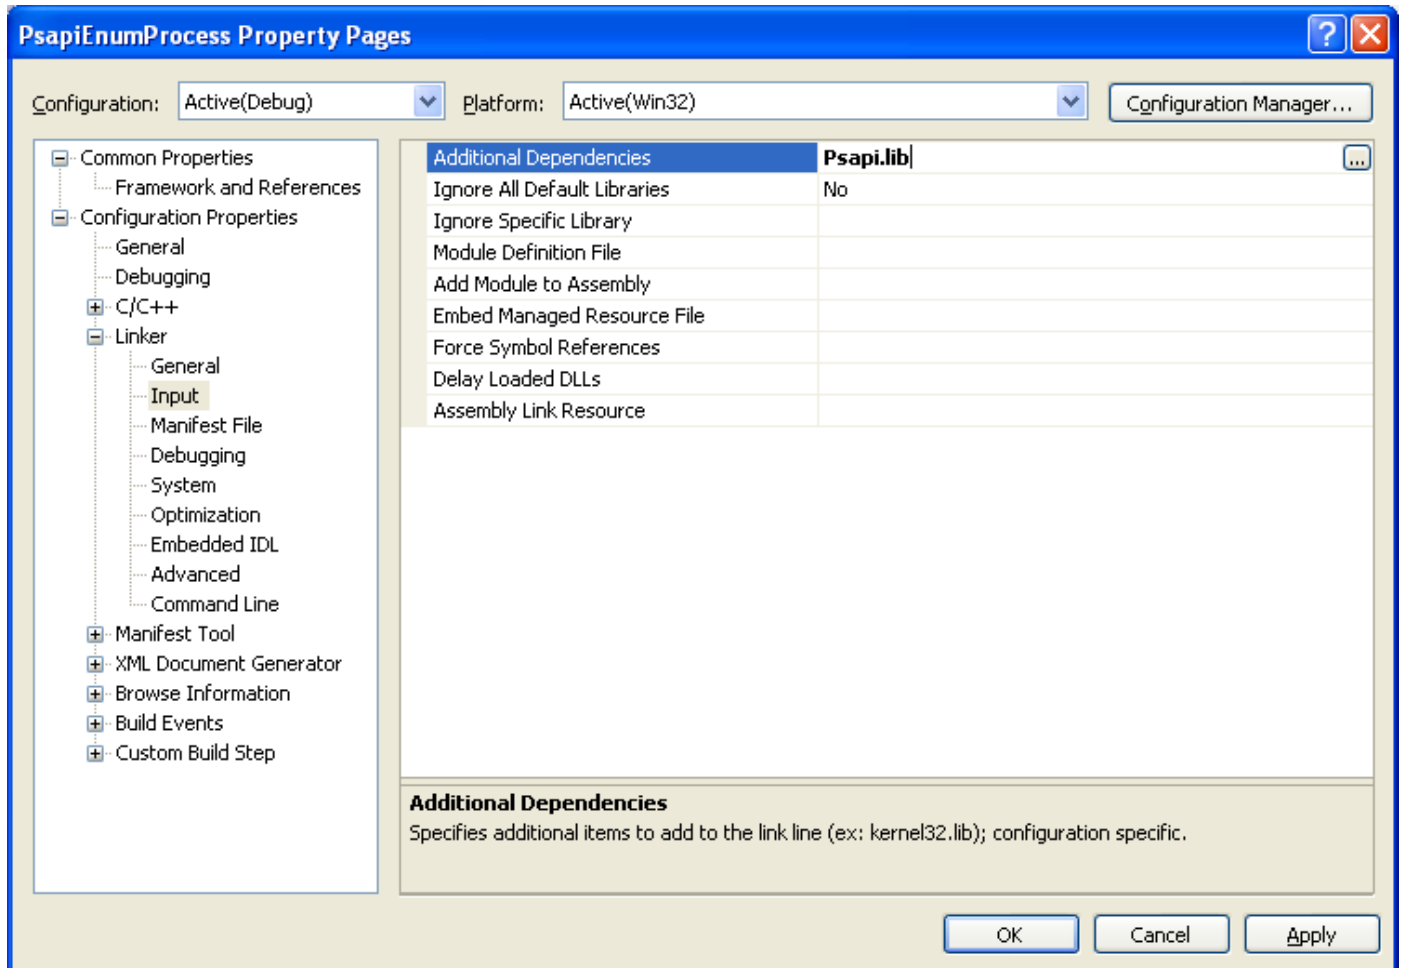 PsapiEnumProcess Property Pages
Configuration: Active(Debug) Platform: Active(Win32) Configuration Manager...
Common Properties
Framework and References
Configuration Properties
General
Debugging
C/C++
Linker
General
Input
Manifest File
Debugging
System
Optimization
Embedded IDL
Advanced
Command Line
Manifest Tool
XML Document Generator
Browse Information
Build Events
Custom Build Step
Additional Dependencies Psapi.lib ...
Ignore All Default Libraries No
Ignore Specific Library
Module Definition File
Add Module to Assembly
Embed Managed Resource File
Force Symbol References
Delay Loaded DLLs
Assembly Link Resource
Additional Dependencies
Specifies additional items to add to the link line (ex: kernel32.lib); configuration specific.
OK Cancel Apply